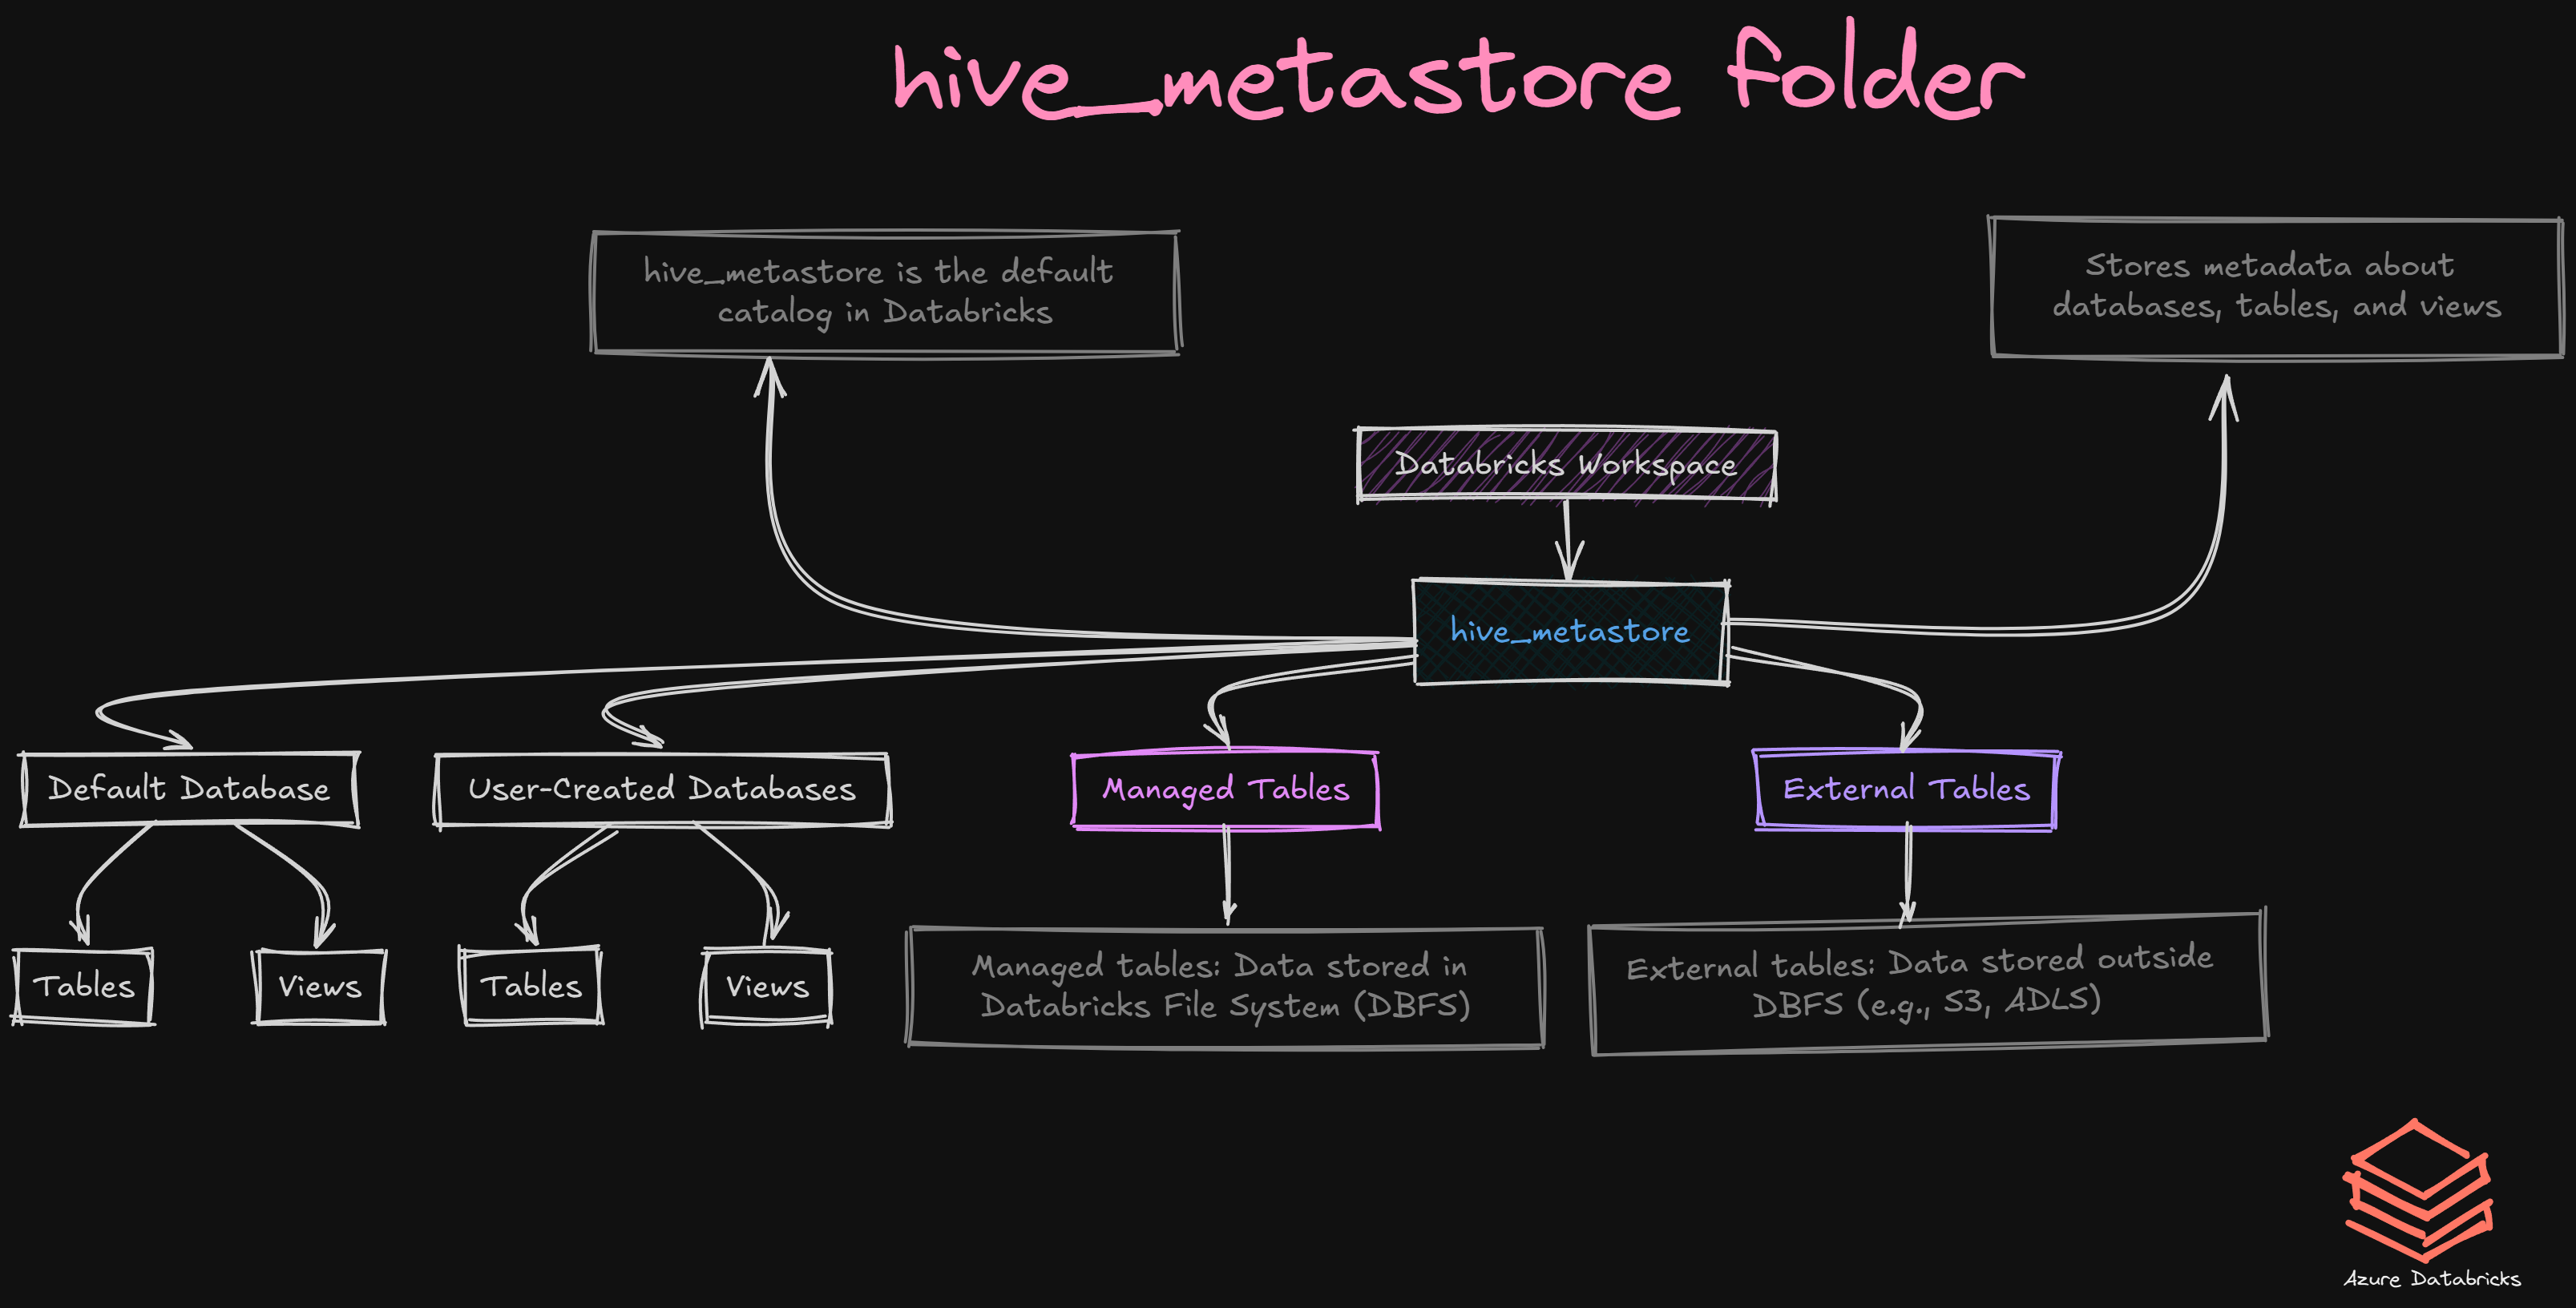 hive_metastore folder
hive_metastore is the default
catalog in Databricks
Stores metadata about
databases, tables, and views
Databricks Workspace
hive_metastore
Default Database
User-Created Databases
Managed Tables
External Tables
Tables
Views
Tables
Views
Managed tables: Data stored in
Databricks File System (DBFS)
External tables: Data stored outside
DBFS (e.g., S3, ADLS)
Azure Databricks